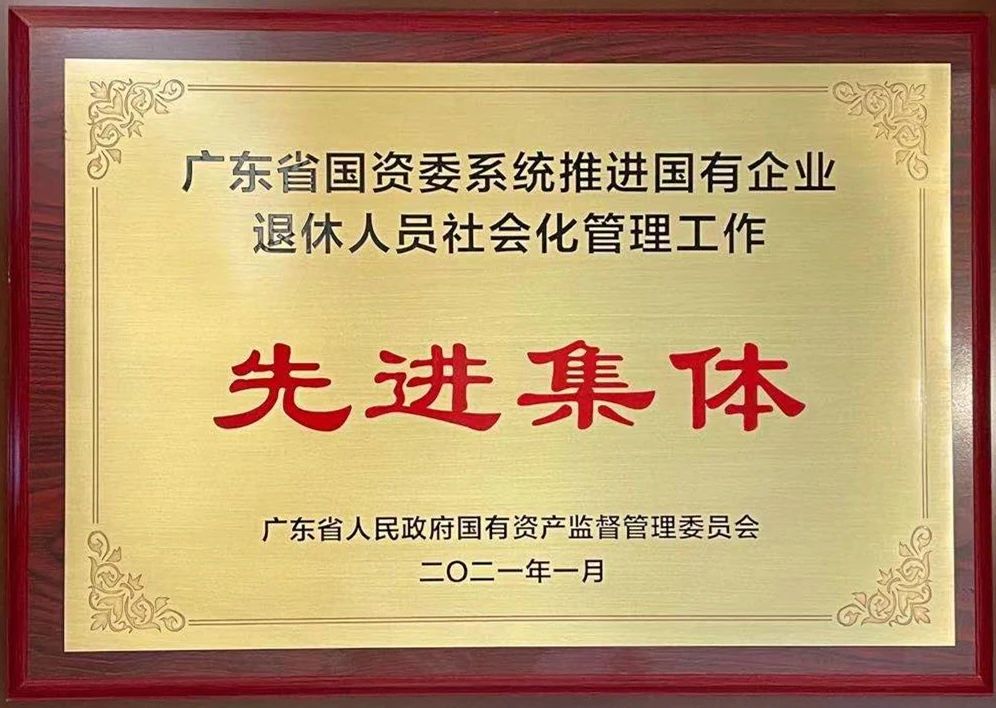 广东省国资委系统推进国有企业
退休人员社会化管理工作
先进集体
广东省人民政府国有资产监督管理委员会
二〇二一年一月